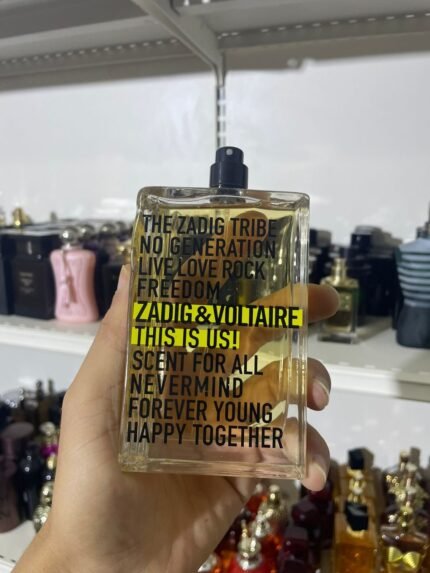 THE ZADIG TRIBE
NO GENERATION
LIVE LOVE ROCK
FREEDOM
ZADIG&VOLTAIRE
THIS IS US!
SCENT FOR ALL
NEVERMIND
FOREVER YOUNG
HAPPY TOGETHER